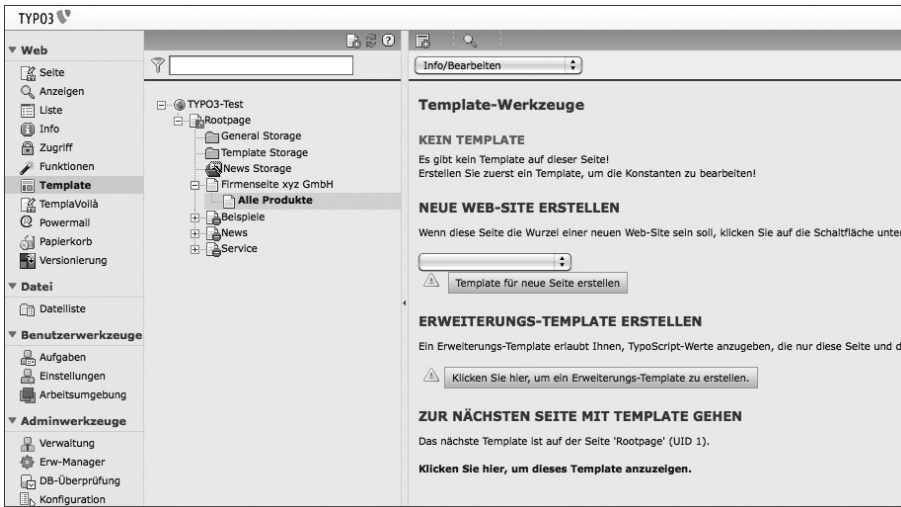 TYPO3
Web
Seite
Anzeigen
Liste
Info
Zugriff
Funktionen
Template
TemplaVoilà
Powermail
Papierkorb
Versionierung
Datei
Dateiliste
Benutzerwerkzeuge
Aufgaben
Einstellungen
Arbeitsumgebung
Adminwerkzeuge
Verwaltung
Erw-Manager
DB-Überprüfung
Konfiguration
TYPO3-Test
Rootpage
General Storage
Template Storage
News Storage
Firmenseite xyz GmbH
Alle Produkte
Beispiele
News
Service
Info/Bearbeiten
Template-Werkzeuge
KEIN TEMPLATE
Es gibt kein Template auf dieser Seite!
Erstellen Sie zuerst ein Template, um die Konstanten zu bearbeiten!
NEUE WEB-SITE ERSTELLEN
Wenn diese Seite die Wurzel einer neuen Web-Site sein soll, klicken Sie auf die Schaltfläche unter
Template für neue Seite erstellen
ERWEITERUNGS-TEMPLATE ERSTELLEN
Ein Erweiterungs-Template erlaubt Ihnen, TypoScript-Werte anzugeben, die nur diese Seite und d
Klicken Sie hier, um ein Erweiterungs-Template zu erstellen.
ZUR NÄCHSTEN SEITE MIT TEMPLATE GEHEN
Das nächste Template ist auf der Seite 'Rootpage' (UID 1).
Klicken Sie hier, um dieses Template anzuzeigen.